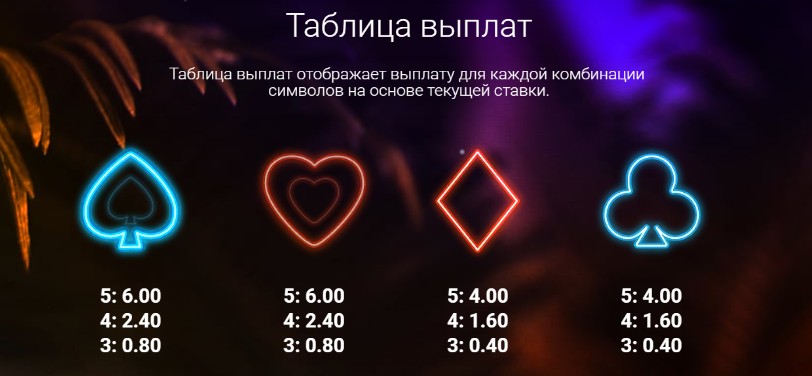 Таблица выплат
Таблица выплат отображает выплату для каждой комбинации
символов на основе текущей ставки.
5: 6.00 5: 6.00 5: 4.00 5: 4.00
4: 2.40 4: 2.40 4: 1.60 4: 1.60
3: 0.80 3: 0.80 3: 0.40 3: 0.40